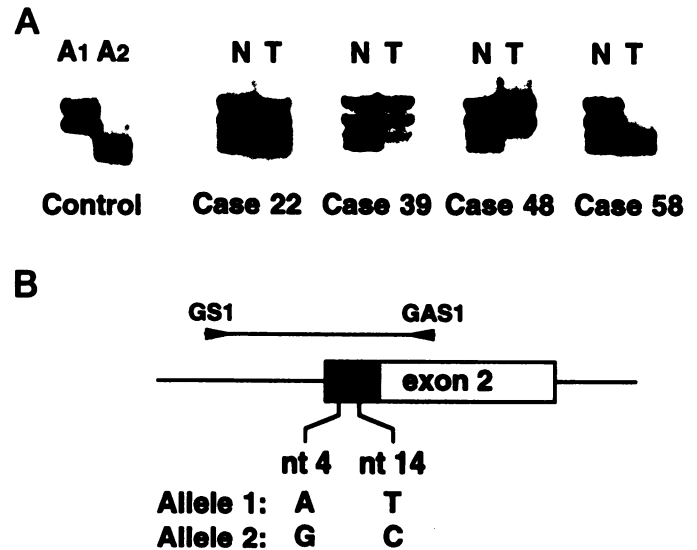 A
A1 A2 N T N T N T N T
Control Case 22 Case 39 Case 48 Case 58
B
GS1 GAS1
exon 2
nt 4 nt 14
Allele 1: A T
Allele 2: G C